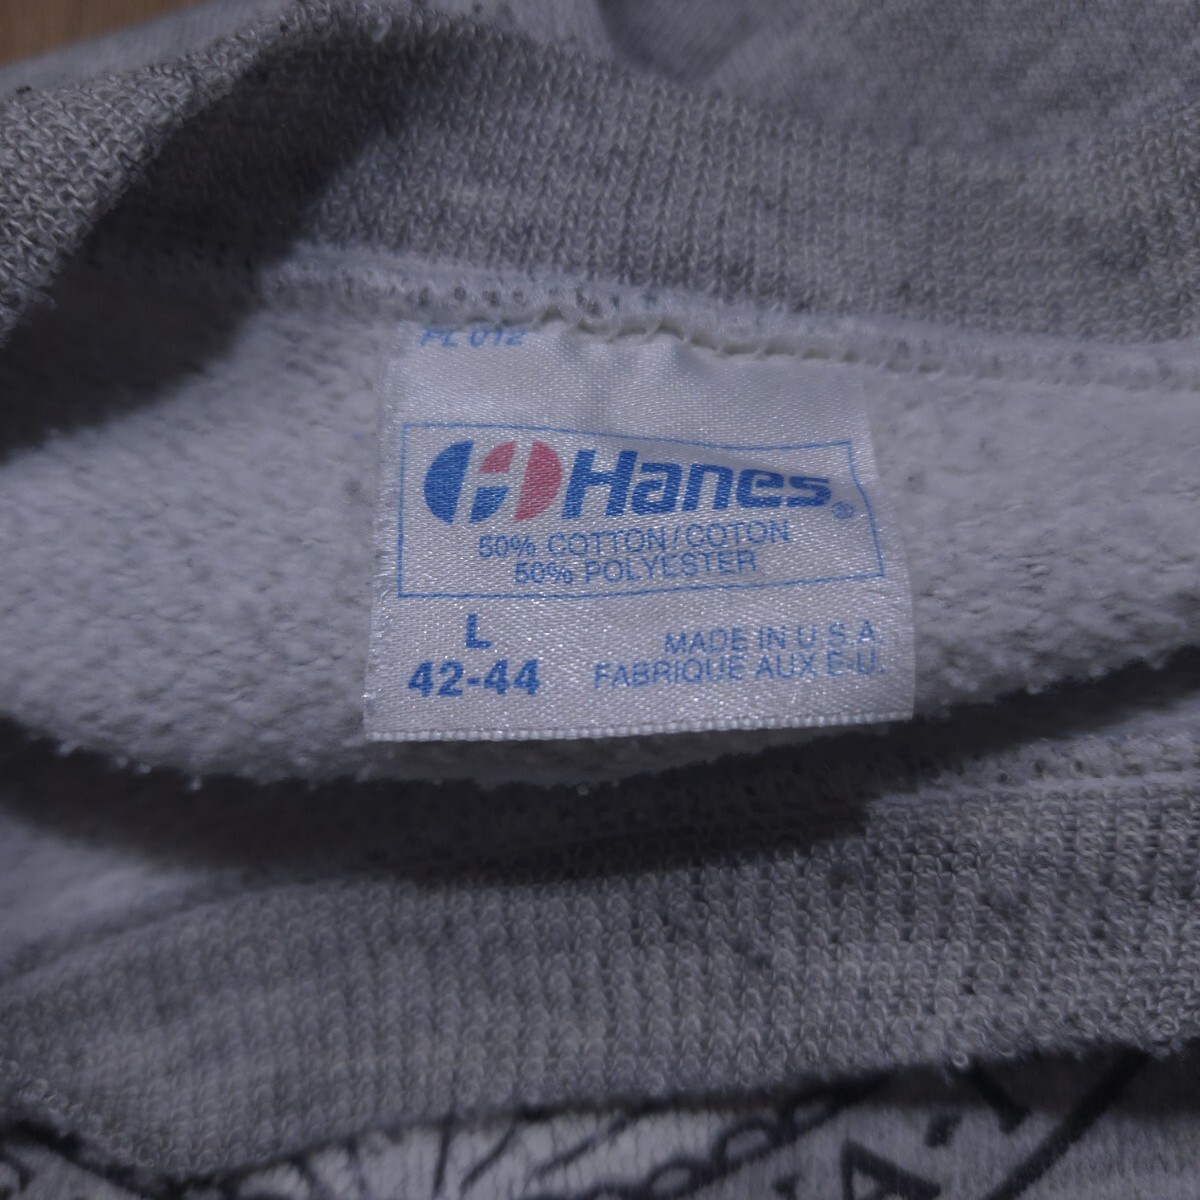 PL 012
Hanes®
50% COTTON/COTON
50% POLYESTER
L
42-44
MADE IN U S A.
FABRIQUE AUX E-U.